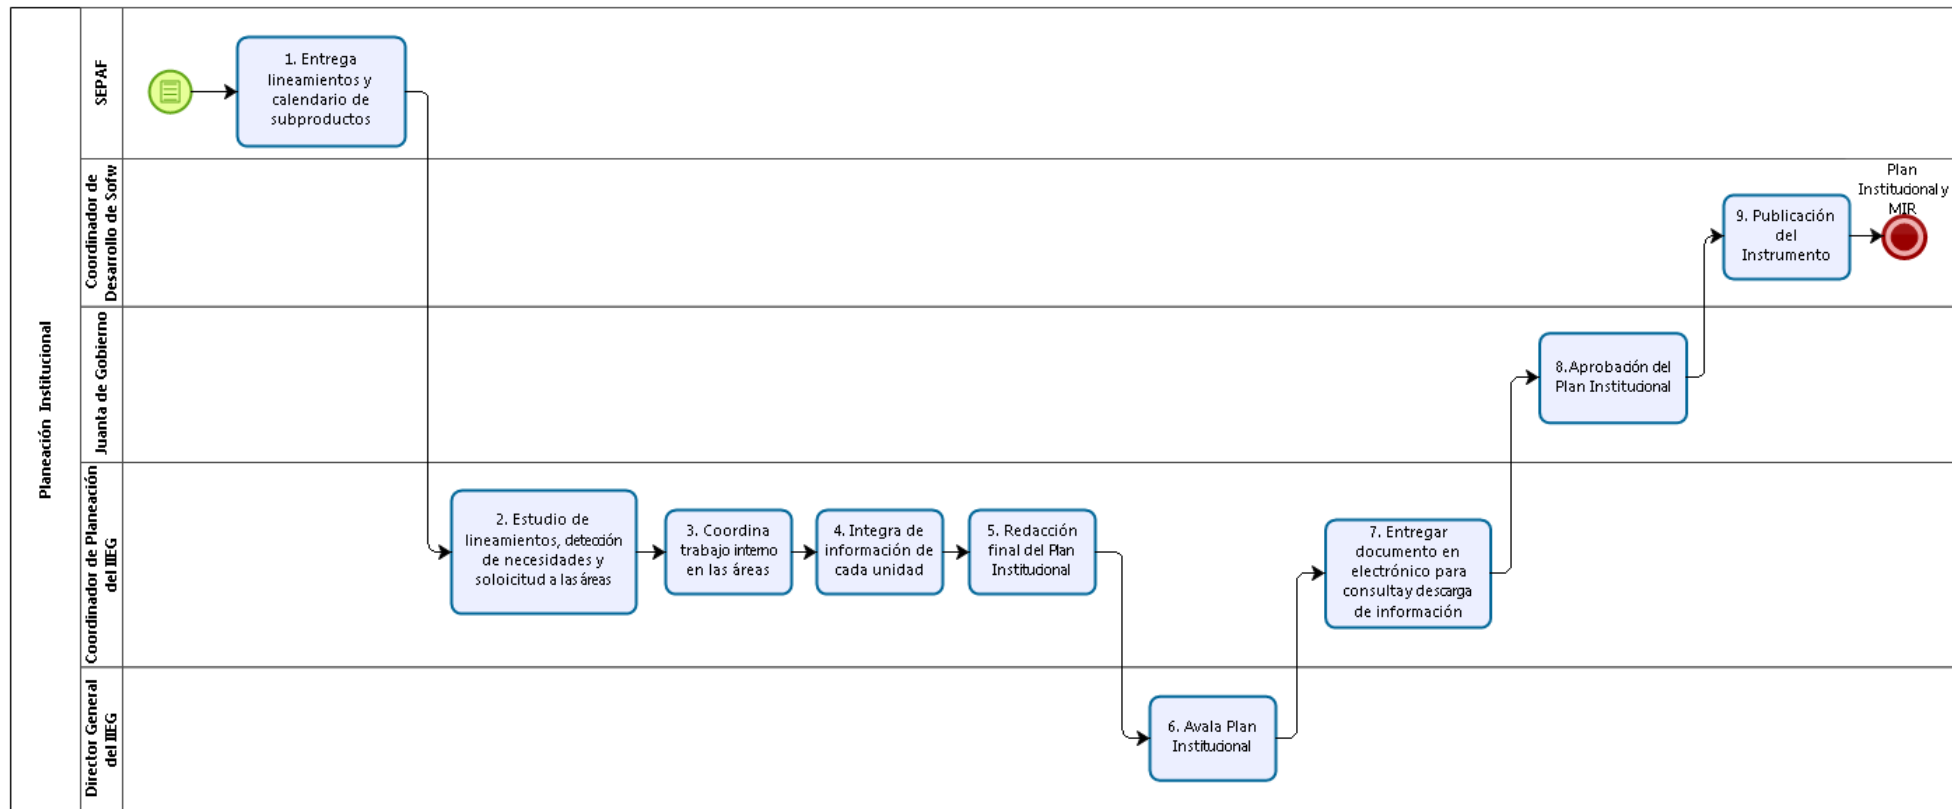 Planeación Institucional
SEPAF
1. Entrega
lineamientos y
calendario de
subproductos
Coordinador de
Desarrollo de Sofw
9. Publicación
del
Instrumento
Plan
Institucional y
MIR
Juanta de Gobierno
8.Aprobación del
Plan Institucional
Coordinador de Planeación
del IIEG
2. Estudio de
lineamientos, detección
de necesidades y
soloicitud a las áreas
3. Coordina
trabajo interno
en las áreas
4. Integra de
información de
cada unidad
5. Redacción
final del Plan
Institucional
7. Entregar
documento en
electrónico para
consulta y descarga
de información
Director General
del IIEG
6. Avala Plan
Institucional